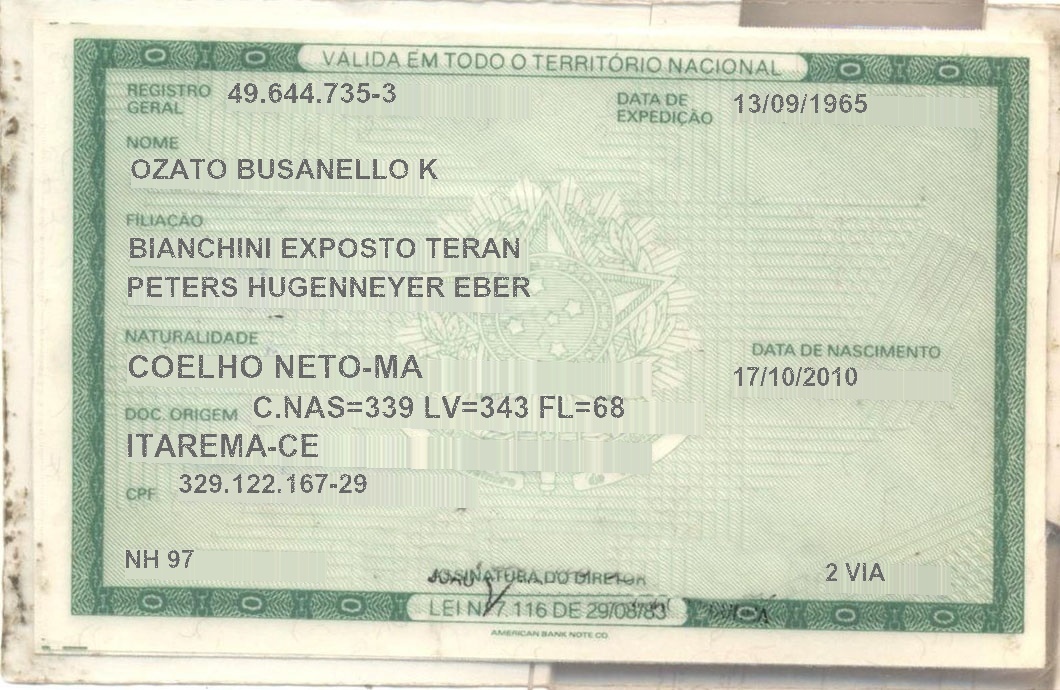 VÁLIDA EM TODO O TERRITÓRIO NACIONAL
REGISTRO GERAL 49.644.735-3
DATA DE EXPEDIÇÃO 13/09/1965
NOME
OZATO BUSANELLO K
FILIAÇÃO
BIANCHINI EXPOSTO TERAN
PETERS HUGENNEYER EBER
NATURALIDADE
COELHO NETO-MA
DATA DE NASCIMENTO
17/10/2010
DOC. ORIGEM C.NAS=339 LV=343 FL=68
ITAREMA-CE
CPF 329.122.167-29
NH 97
2 VIA
ASSINATURA DO DIRETOR
LEI Nº 7.116 DE 29/08/83
AMERICAN BANK NOTE CO.